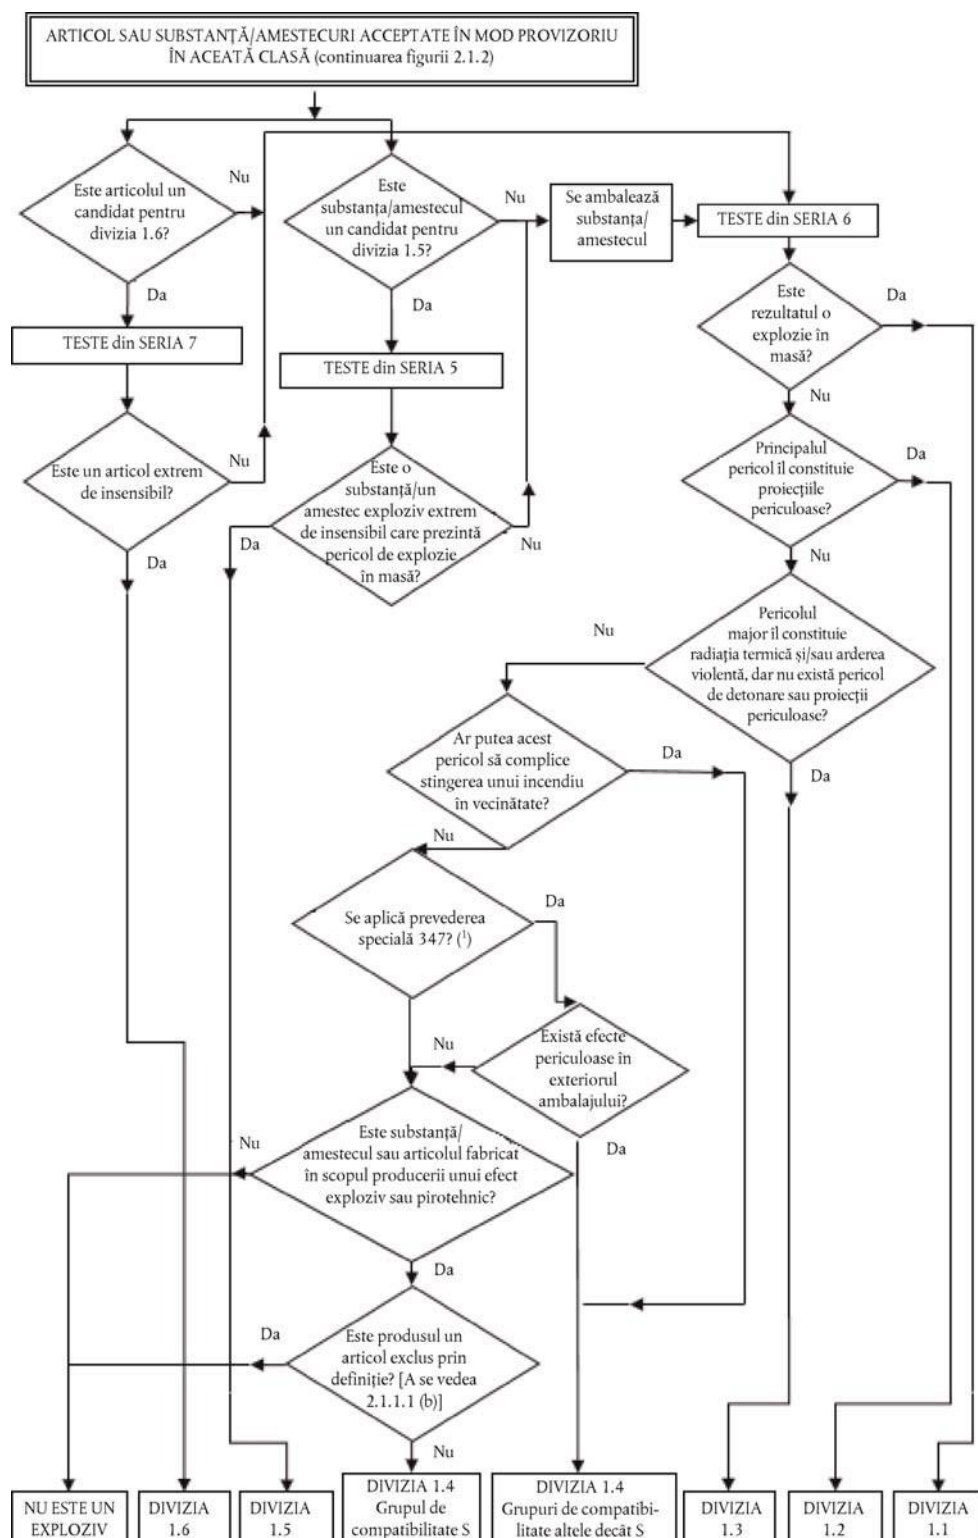 ARTICOL SAU SUBSTANȚĂ/AMESTECURI ACCEPTATE ÎN MOD PROVIZORIU
ÎN ACEATĂ CLASĂ (continuarea figurii 2.1.2)
Este articolul un
candidat pentru
divizia 1.6?
Nu
Da
Este
substanța/amestecul
un candidat pentru
divizia 1.5?
Nu
Da
Se ambalează
substanța/
amestecul
TESTE din SERIA 6
TESTE din SERIA 7
TESTE din SERIA 5
Este
rezultatul o
explozie în
masă?
Da
Nu
Este un articol extrem
de insensibil?
Nu
Da
Este o
substanță/un
amestec exploziv extrem
de insensibil care prezintă
pericol de explozie
în masă?
Da
Nu
Principalul
pericol îl constituie
proiecțiile
periculoase?
Da
Nu
Pericolul
major îl constituie
radiația termică și/sau arderea
violentă, dar nu există pericol
de detonare sau proiecții
periculoase?
Nu
Da
Ar putea acest
pericol să complice
stingerea unui incendiu
în vecinătate?
Da
Nu
Se aplică prevederea
specială 347? (1)
Da
Nu
Există efecte
periculoase în
exteriorul
ambalajului?
Da
Este substanță/
amestecul sau articolul fabricat
în scopul producerii unui efect
exploziv sau pirotehnic?
Nu
Da
Este produsul un
articol exclus prin
definiție? [A se vedea
2.1.1.1 (b)]
Da
Nu
NU ESTE UN
EXPLOZIV
DIVIZIA
1.6
DIVIZIA
1.5
DIVIZIA 1.4
Grupul de
compatibilitate S
DIVIZIA 1.4
Grupuri de compatibi-
litate altele decât S
DIVIZIA
1.3
DIVIZIA
1.2
DIVIZIA
1.1